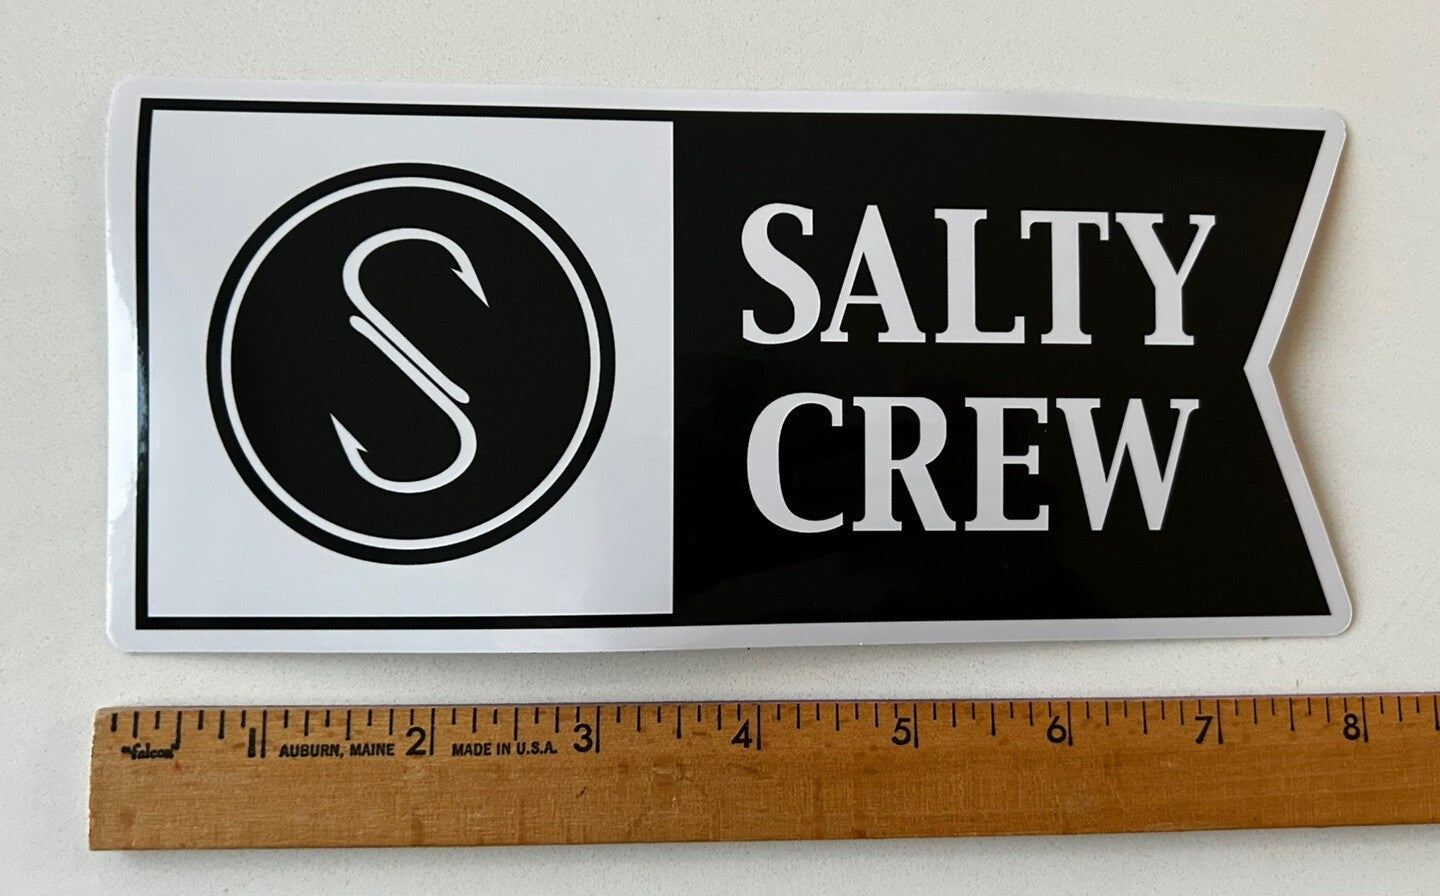 SALTY
CREW
1 2 3 4 5 6 7 8
"falcon" AUBURN, MAINE MADE IN U.S.A.